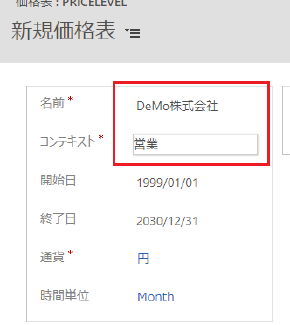 価格表 : PRICELEVEL
新規価格表
名前 *
DeMo株式会社
コンテキスト *
営業
開始日
1999/01/01
終了日
2030/12/31
通貨 *
円
時間単位
Month